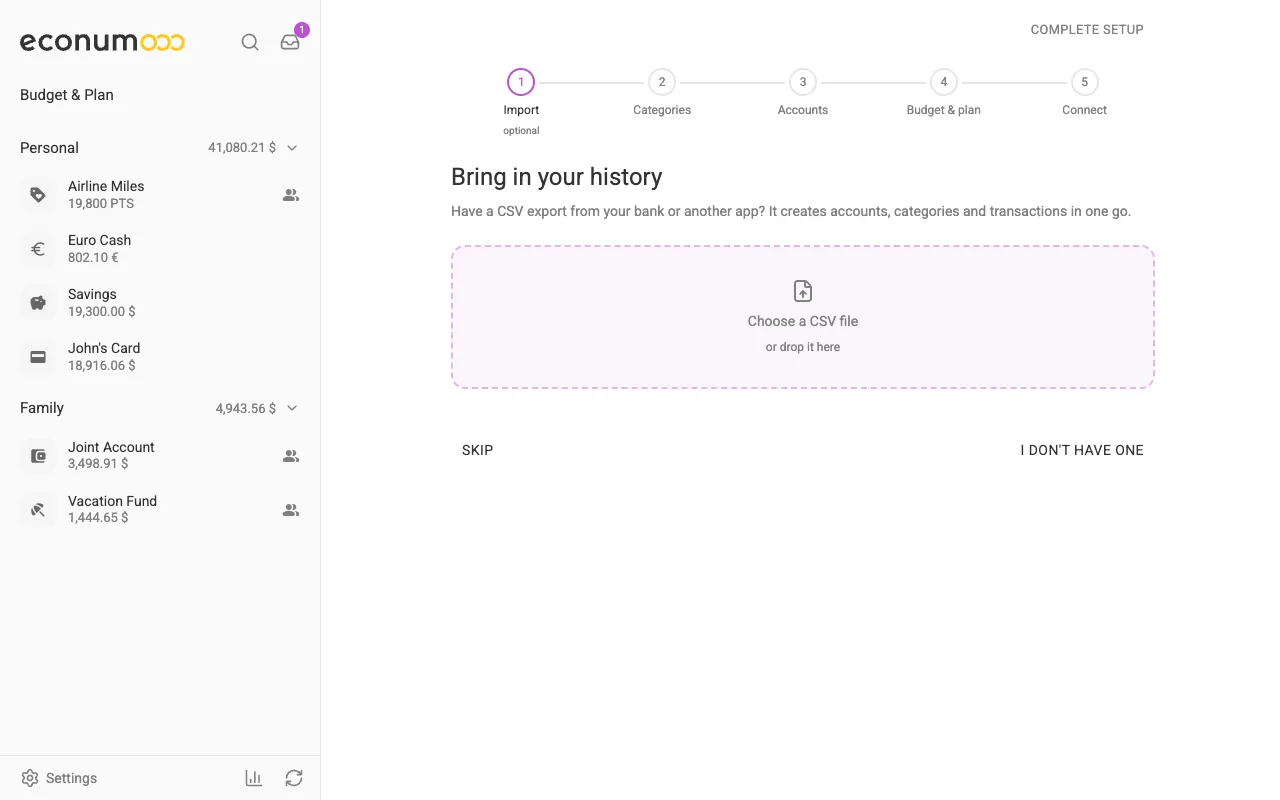 econumooo
1
Budget & Plan
Personal
41,080.21 $
Airline Miles
19,800 PTS
Euro Cash
802.10 €
Savings
19,300.00 $
John's Card
18,916.06 $
Family
4,943.56 $
Joint Account
3,498.91 $
Vacation Fund
1,444.65 $
Settings
COMPLETE SETUP
1
2
3
4
5
Import
Categories
Accounts
Budget & plan
Connect
optional
Bring in your history
Have a CSV export from your bank or another app? It creates accounts, categories and transactions in one go.
Choose a CSV file
or drop it here
SKIP
I DON'T HAVE ONE